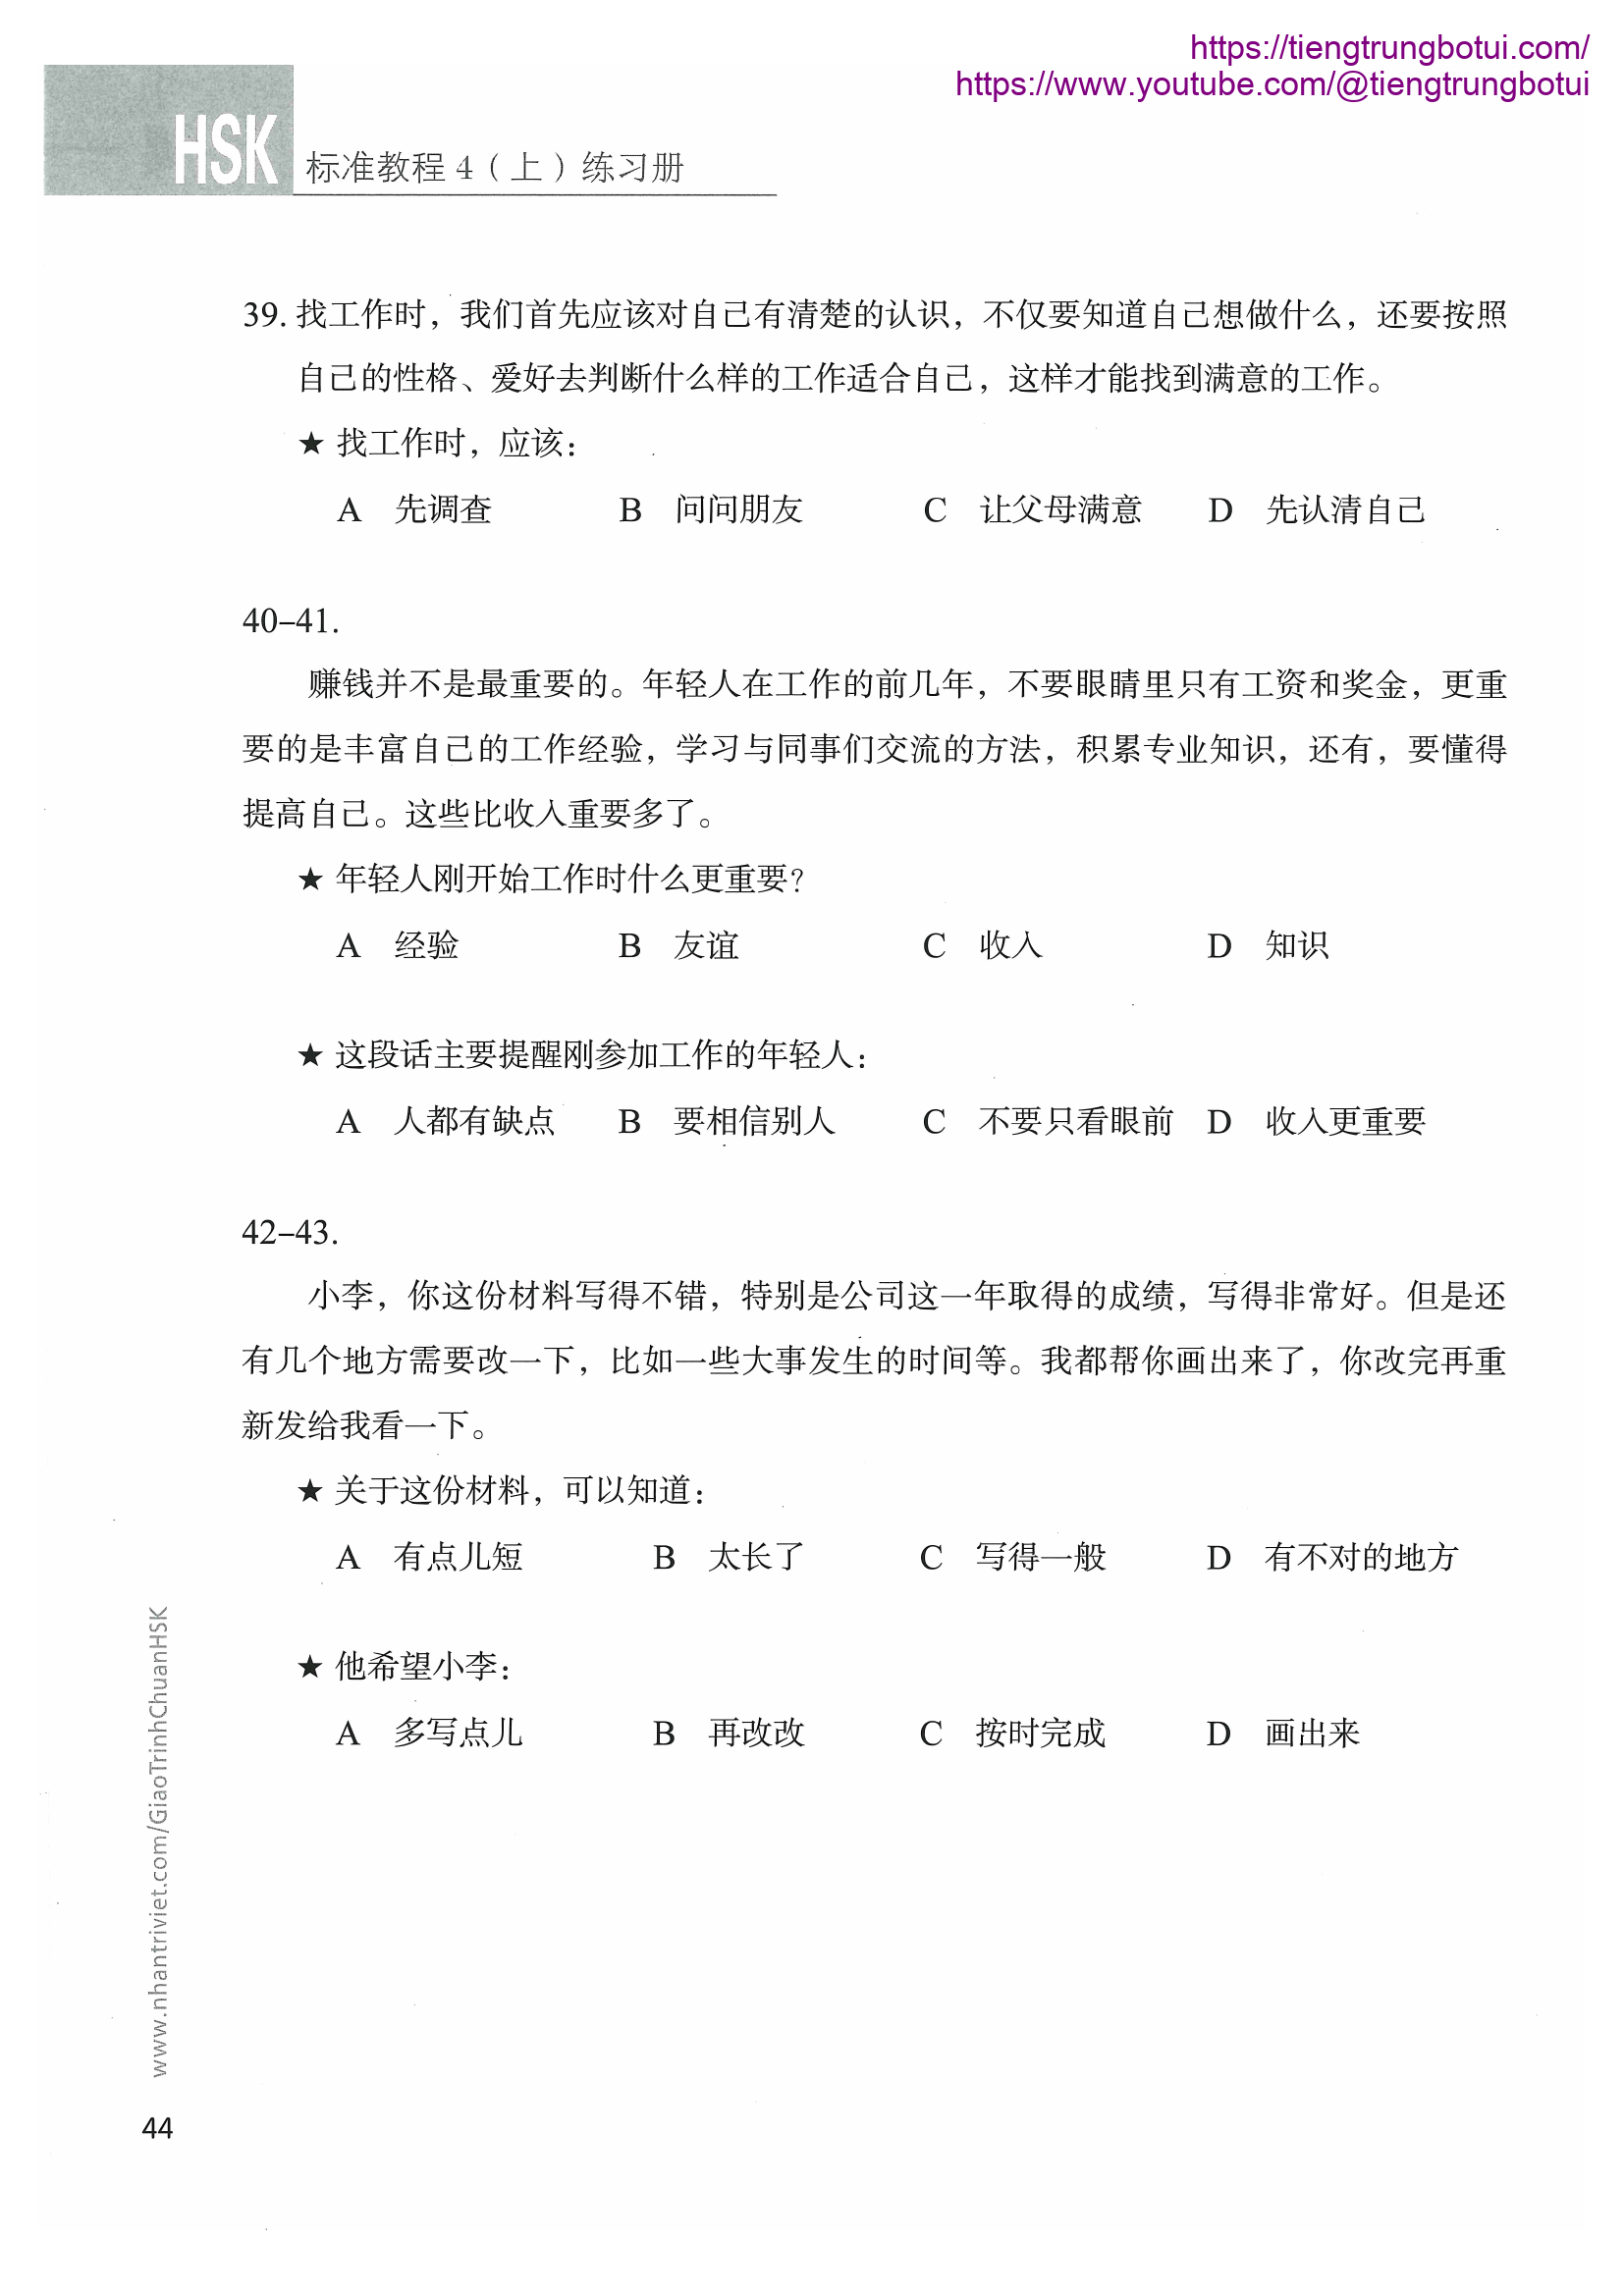 https://tiengtrungbotui.com/
https://www.youtube.com/@tiengtrungbotui
HSK 标准教程 4（上）练习册
39. 找工作时，我们首先应该对自己有清楚的认识，不仅要知道自己想做什么，还要按照
自己的性格、爱好去判断什么样的工作适合自己，这样才能找到满意的工作。
★ 找工作时，应该：
A 先调查 B 问问朋友 C 让父母满意 D 先认清自己
40–41.
赚钱并不是最重要的。年轻人在工作的前几年，不要眼睛里只有工资和奖金，更重
要的是丰富自己的工作经验，学习与同事们交流的方法，积累专业知识，还有，要懂得
提高自己。这些比收入重要多了。
★ 年轻人刚开始工作时什么更重要？
A 经验 B 友谊 C 收入 D 知识
★ 这段话主要提醒刚参加工作的年轻人：
A 人都有缺点 B 要相信别人 C 不要只看眼前 D 收入更重要
42–43.
小李，你这份材料写得不错，特别是公司这一年取得的成绩，写得非常好。但是还
有几个地方需要改一下，比如一些大事发生的时间等。我都帮你画出来了，你改完再重
新发给我看一下。
★ 关于这份材料，可以知道：
A 有点儿短 B 太长了 C 写得一般 D 有不对的地方
★ 他希望小李：
A 多写点儿 B 再改改 C 按时完成 D 画出来
www.nhantriviet.com/GiaoTrinhChuanHSK
44